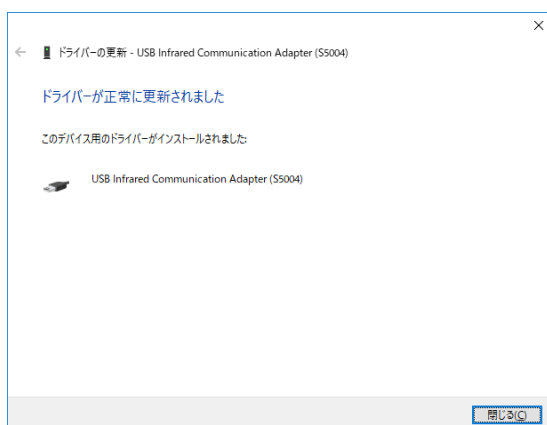 ドライバーの更新 - USB Infrared Communication Adapter (S5004)
ドライバーが正常に更新されました
このデバイス用のドライバーがインストールされました:
USB Infrared Communication Adapter (S5004)
閉じる(C)